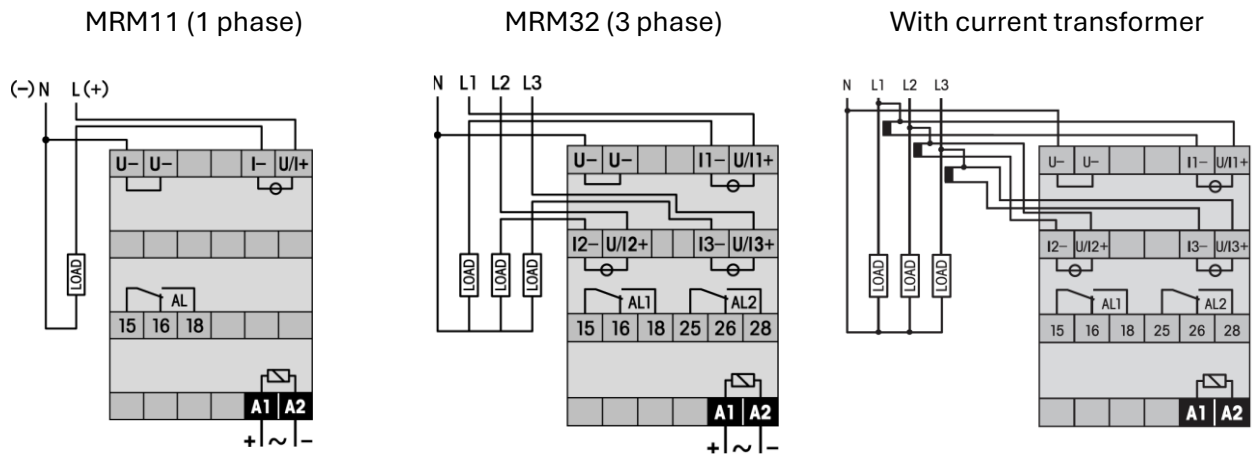 MRM11 (1 phase)
(−) N L (+)
U− U− I− U/I+
LOAD
AL
15 16 18
A1 A2
+ ~ −
MRM32 (3 phase)
N L1 L2 L3
U− U− I1− U/I1+
I2− U/I2+ I3− U/I3+
LOAD LOAD LOAD
AL1 AL2
15 16 18 25 26 28
A1 A2
+ ~ −
With current transformer
N L1 L2 L3
U− U− I1− U/I1+
I2− U/I2+ I3− U/I3+
LOAD LOAD LOAD
AL1 AL2
15 16 18 25 26 28
A1 A2